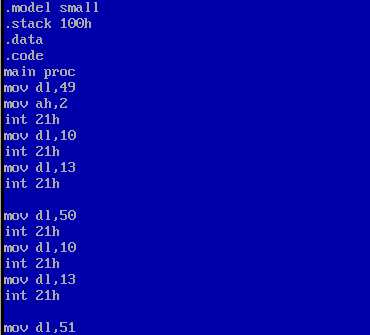 .model small
.stack 100h
.data
.code
main proc
mov dl,49
mov ah,2
int 21h
mov dl,10
int 21h
mov dl,13
int 21h
mov dl,50
int 21h
mov dl,10
int 21h
mov dl,13
int 21h
mov dl,51